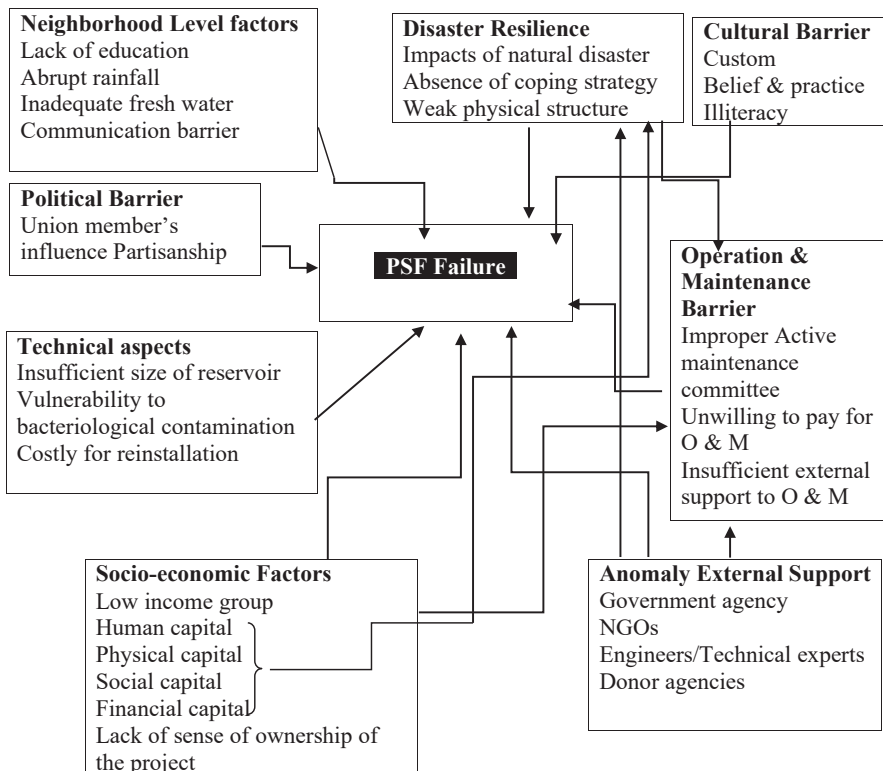 Neighborhood Level factors
Lack of education
Abrupt rainfall
Inadequate fresh water
Communication barrier
Disaster Resilience
Impacts of natural disaster
Absence of coping strategy
Weak physical structure
Cultural Barrier
Custom
Belief & practice
Illiteracy
Political Barrier
Union member’s
influence Partisanship
PSF Failure
Operation &
Maintenance
Barrier
Improper Active
maintenance
committee
Unwilling to pay for
O & M
Insufficient external
support to O & M
Technical aspects
Insufficient size of reservoir
Vulnerability to
bacteriological contamination
Costly for reinstallation
Socio-economic Factors
Low income group
Human capital
Physical capital
Social capital
Financial capital
Lack of sense of ownership of
the project
Anomaly External Support
Government agency
NGOs
Engineers/Technical experts
Donor agencies